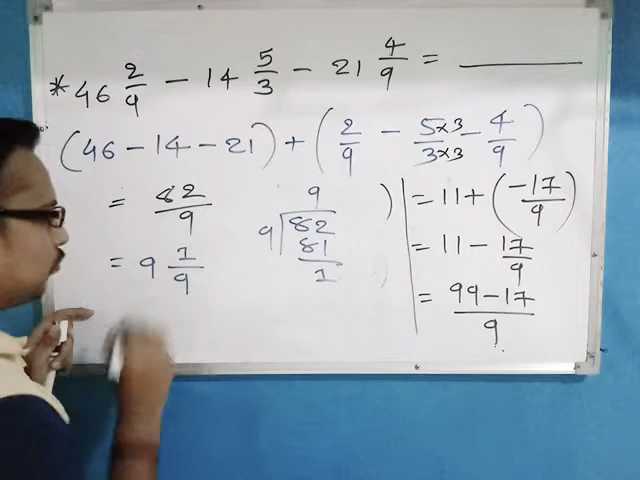 * 46 2/9 - 14 5/3 - 21 4/9 = ______
(46 - 14 - 21) + (2/9 - 5×3/3×3 - 4/9)
= 11 + (-17/9)
= 11 - 17/9
= 99-17/9
= 82/9
= 9 1/9
9
9 82
81
1
)